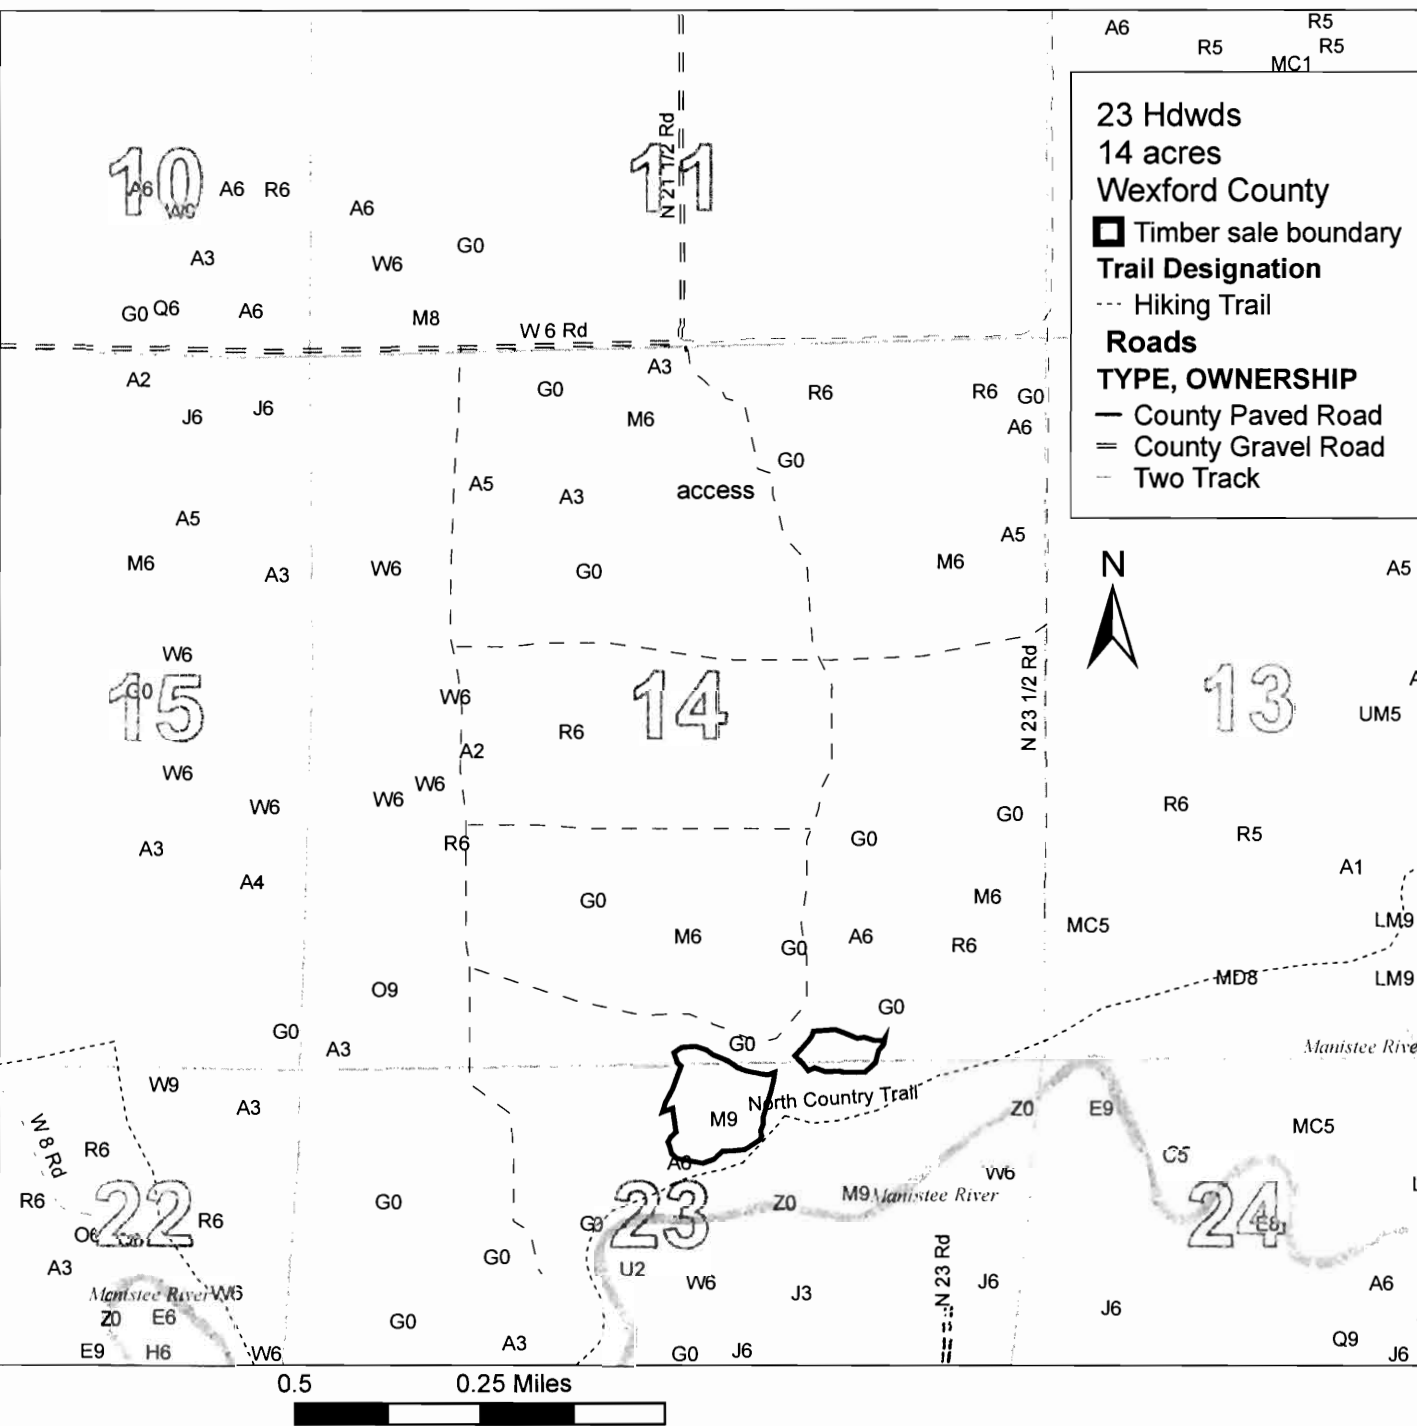 A6 R5
R5 R5
MC1
23 Hdwds
14 acres
Wexford County
Timber sale boundary
Trail Designation
Hiking Trail
Roads
TYPE, OWNERSHIP
County Paved Road
County Gravel Road
Two Track
N 21 1/2 Rd
10 11
A6 A6 R6
A6
W6
G0
A3 W6
G0 Q6 A6 M8
W 6 Rd
A3
A2 G0 R6 R6 G0
J6 J6 M6 A6
G0
A5 A3 access
A5 A5
N
M6 A3 W6 G0 M6 A5
W6
15 14 13
G0 W6
N 23 1/2 Rd
UM5
R6
A2
W6 W6
W6 W6 R6
G0
A3 R6 G0 R5
A4 A1
G0 M6
M6 G0 A6 R6 MC5 LM9
O9 MD8 LM9
G0 A3 G0 G0
Manistee Rive
W9
A3 M9 North Country Trail Z0 E9
W 8 Rd
R6 MC5
A6 C5
W6
22 23 24
R6 R6 G0 G0 Z0 M9 Manistee River
O6 E8
A3 G0 U2
N 23 Rd
Manistee River W6 W6 J3 J6 A6
Z0 E6 G0 J6
E9 H6 W6 A3 G0 J6 Q9 J6
0.5 0.25 Miles